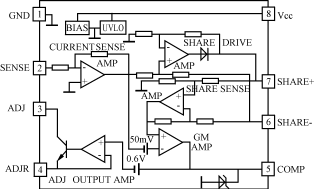 GND 1
BIAS UVLO
8 Vcc
CURRENT SENSE
AMP
SHARE DRIVE
AMP
SENSE 2
7 SHARE+
AMP SHARE SENSE
ADJ 3
6 SHARE-
50mV
GM
AMP
0.6V
ADJR 4
5 COMP
ADJ OUTPUT AMP